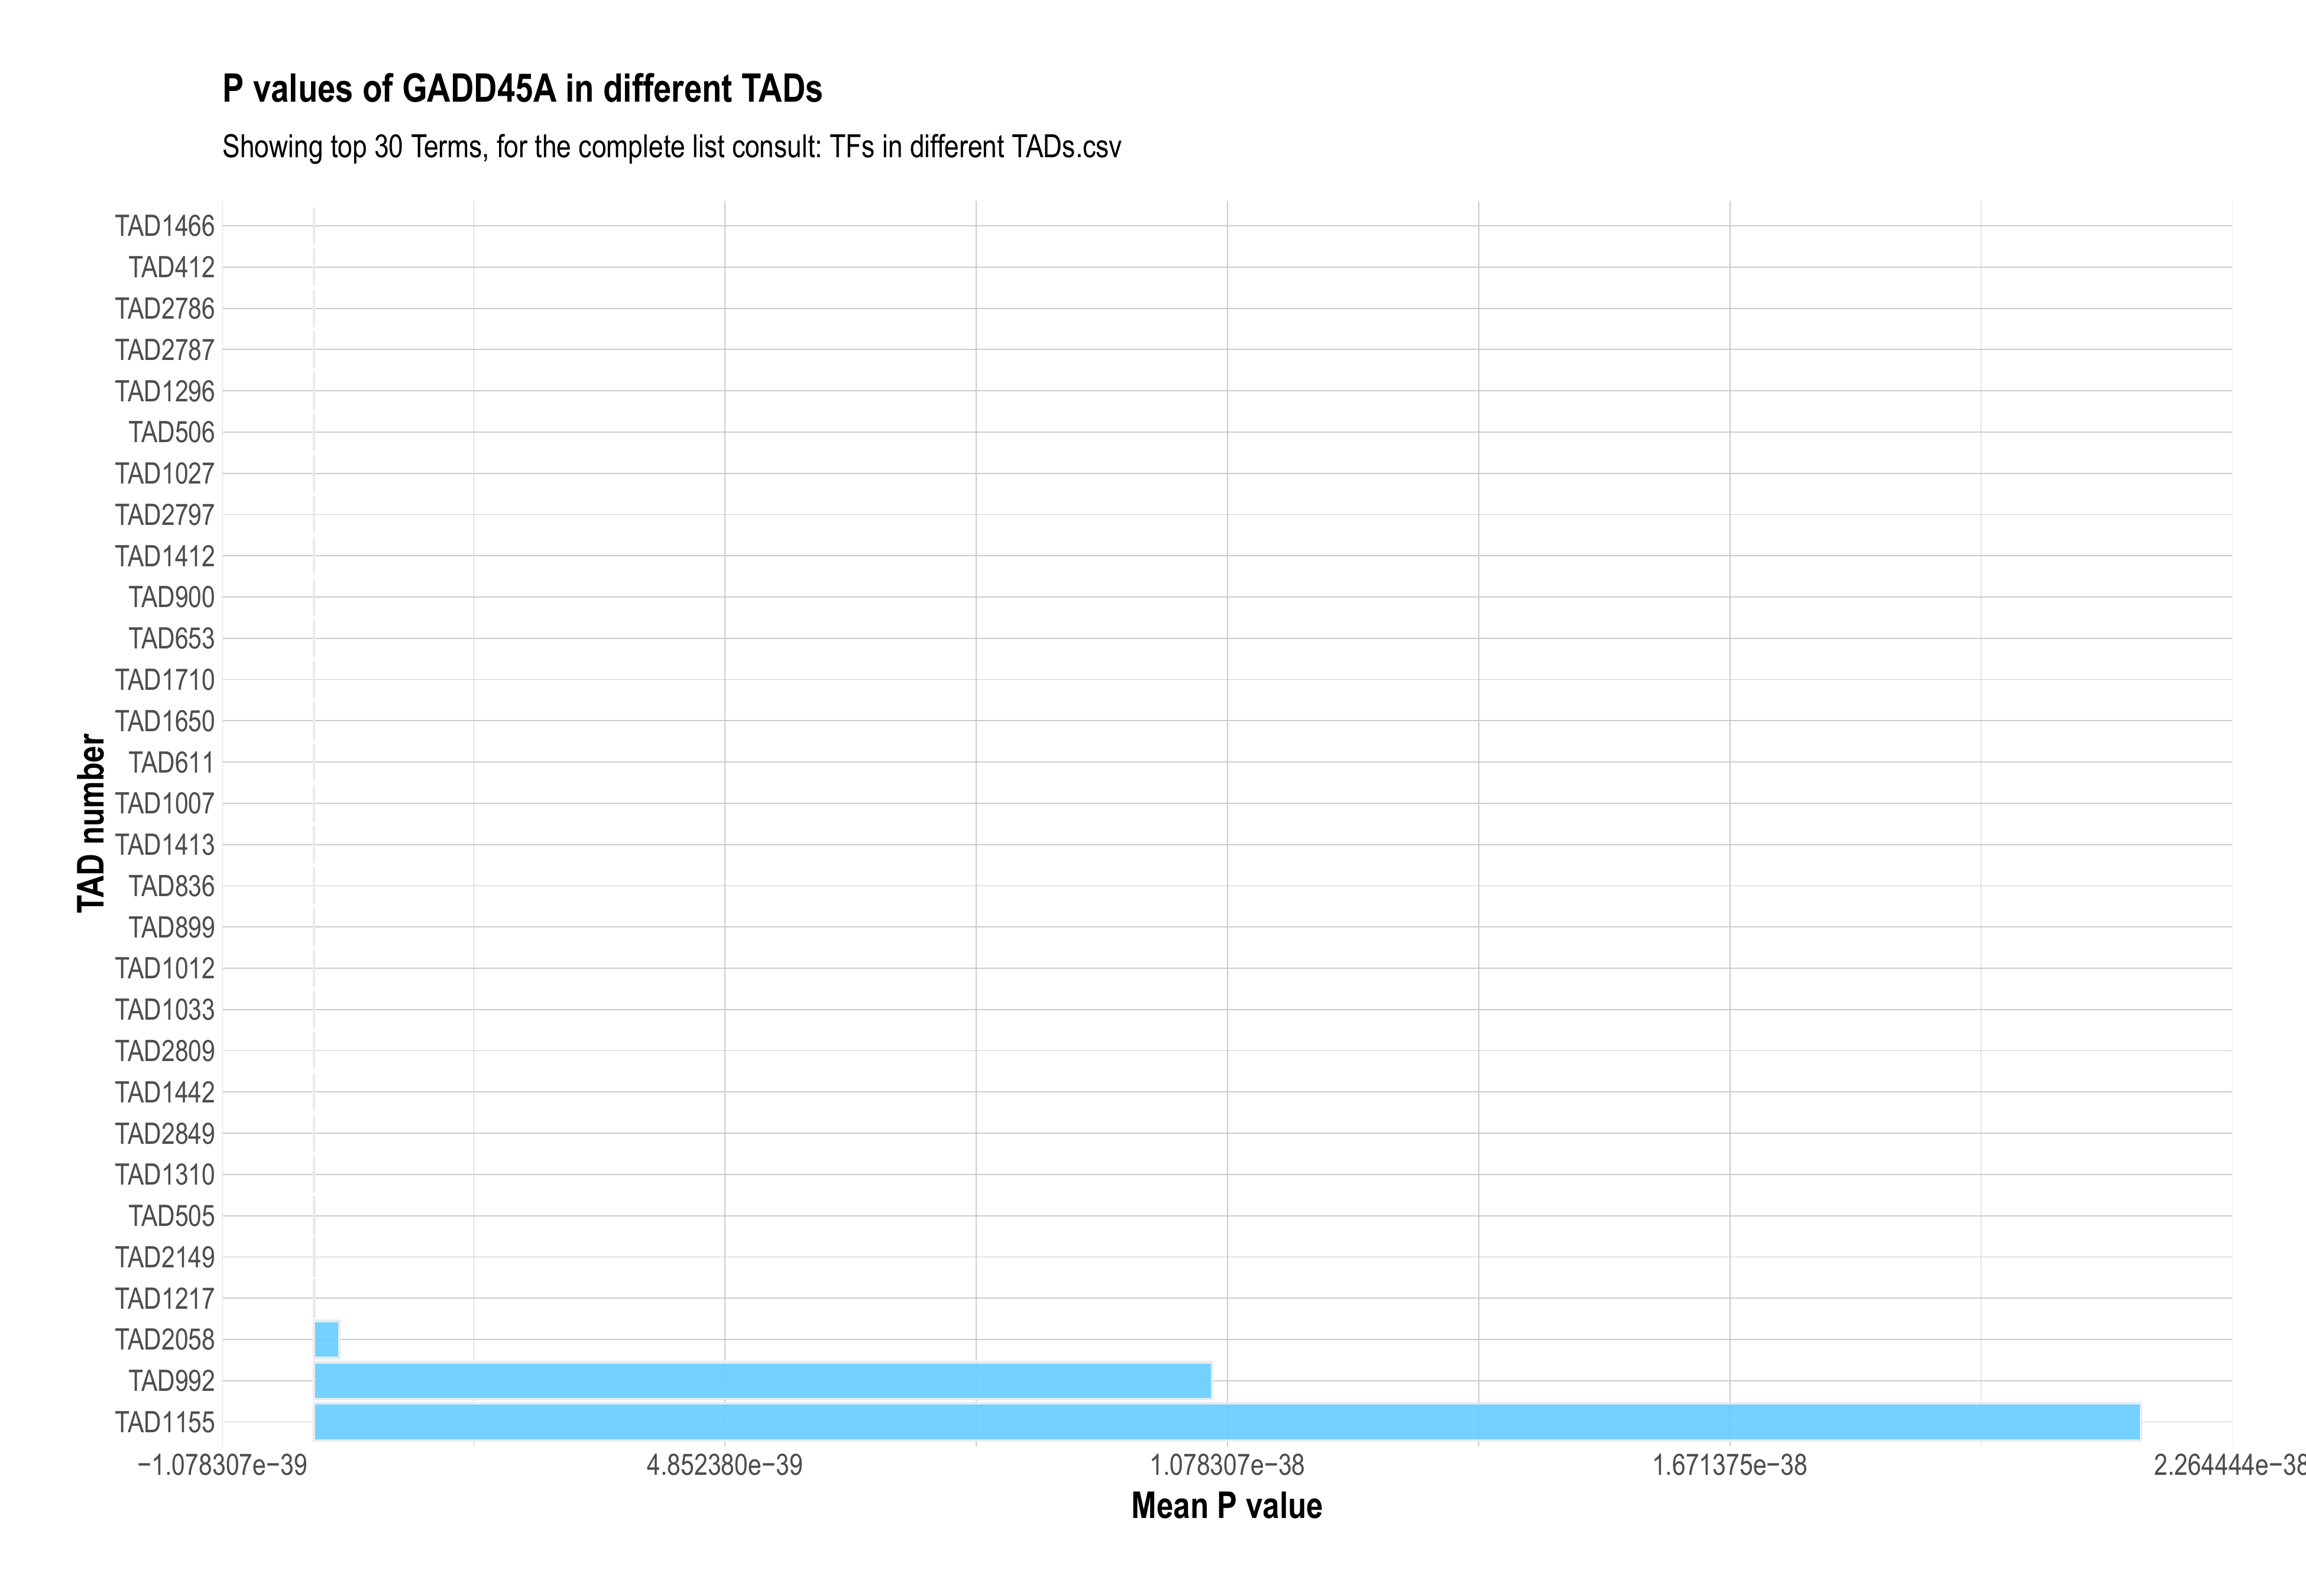 P values of GADD45A in different TADs
Showing top 30 Terms, for the complete list consult: TFs in different TADs.csv
TAD number
TAD1466
TAD412
TAD2786
TAD2787
TAD1296
TAD506
TAD1027
TAD2797
TAD1412
TAD900
TAD653
TAD1710
TAD1650
TAD611
TAD1007
TAD1413
TAD836
TAD899
TAD1012
TAD1033
TAD2809
TAD1442
TAD2849
TAD1310
TAD505
TAD2149
TAD1217
TAD2058
TAD992
TAD1155
−1.078307e−39 4.852380e−39 1.078307e−38 1.671375e−38 2.264444e−38
Mean P value